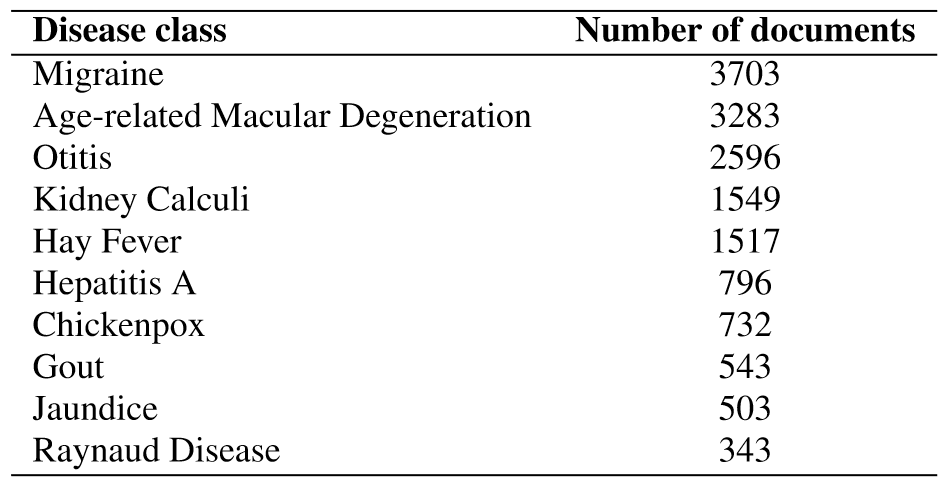 Disease class Number of documents
Migraine 3703
Age-related Macular Degeneration 3283
Otitis 2596
Kidney Calculi 1549
Hay Fever 1517
Hepatitis A 796
Chickenpox 732
Gout 543
Jaundice 503
Raynaud Disease 343